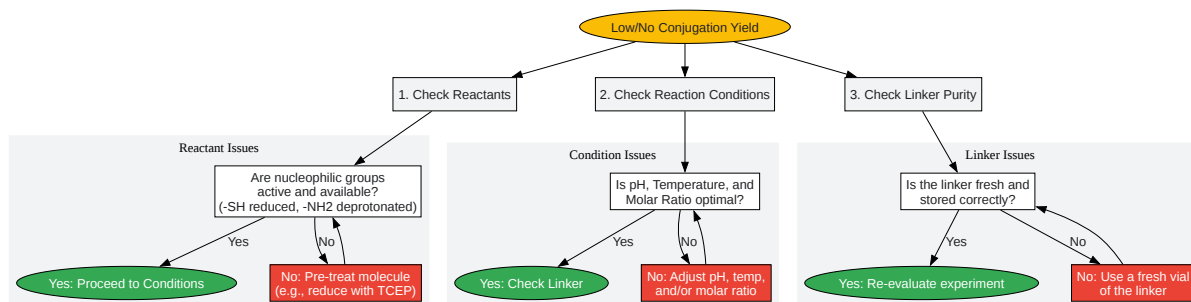 Low/No Conjugation Yield
1. Check Reactants
2. Check Reaction Conditions
3. Check Linker Purity
Reactant Issues
Are nucleophilic groups
active and available?
(-SH reduced, -NH2 deprotonated)
Yes
No
Yes: Proceed to Conditions
No: Pre-treat molecule
(e.g., reduce with TCEP)
Condition Issues
Is pH, Temperature, and
Molar Ratio optimal?
Yes
No
Yes: Check Linker
No: Adjust pH, temp,
and/or molar ratio
Linker Issues
Is the linker fresh and
stored correctly?
Yes
No
Yes: Re-evaluate experiment
No: Use a fresh vial
of the linker